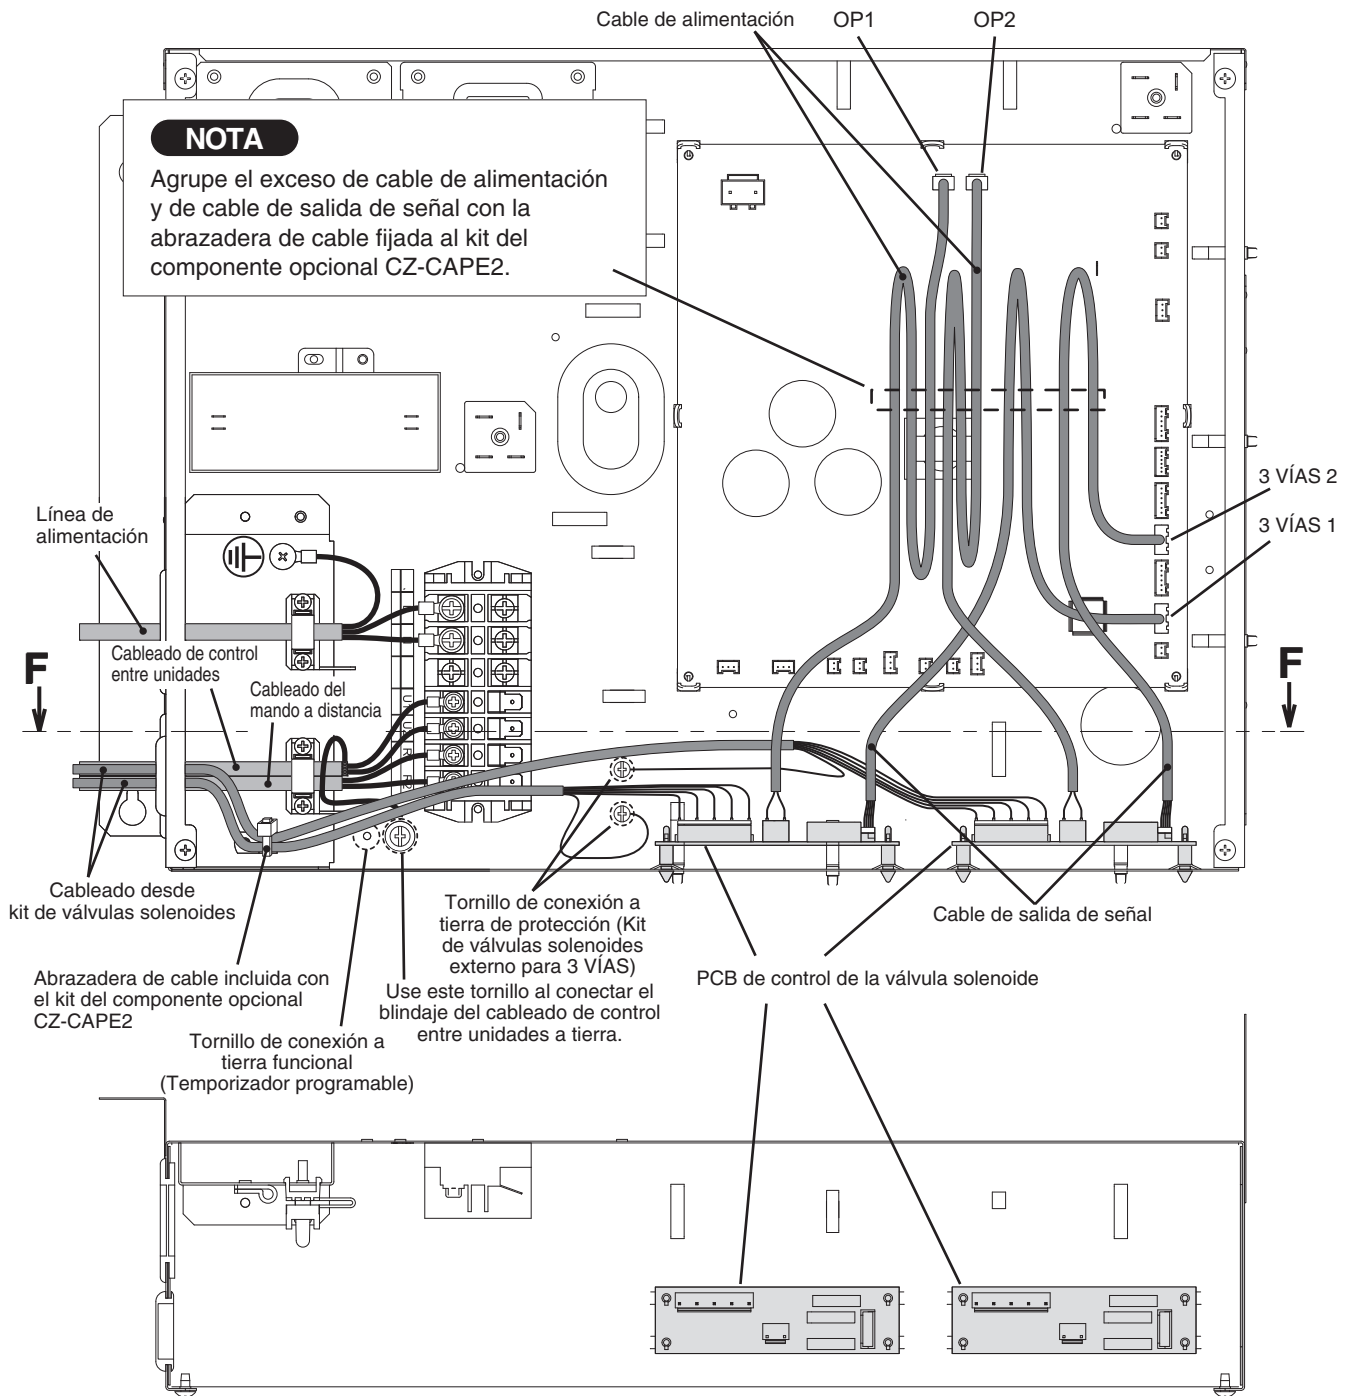 Cable de alimentación
OP1
OP2
NOTA
Agrupe el exceso de cable de alimentación
y de cable de salida de señal con la
abrazadera de cable fijada al kit del
componente opcional CZ-CAPE2.
3 VÍAS 2
3 VÍAS 1
Línea de
alimentación
Cableado de control
entre unidades
Cableado del
mando a distancia
F
F
Cableado desde
kit de válvulas solenoides
Tornillo de conexión a
tierra de protección (Kit
de válvulas solenoides
externo para 3 VÍAS)
Cable de salida de señal
Abrazadera de cable incluida con
el kit del componente opcional
CZ-CAPE2
Use este tornillo al conectar el
blindaje del cableado de control
entre unidades a tierra.
PCB de control de la válvula solenoide
Tornillo de conexión a
tierra funcional
(Temporizador programable)